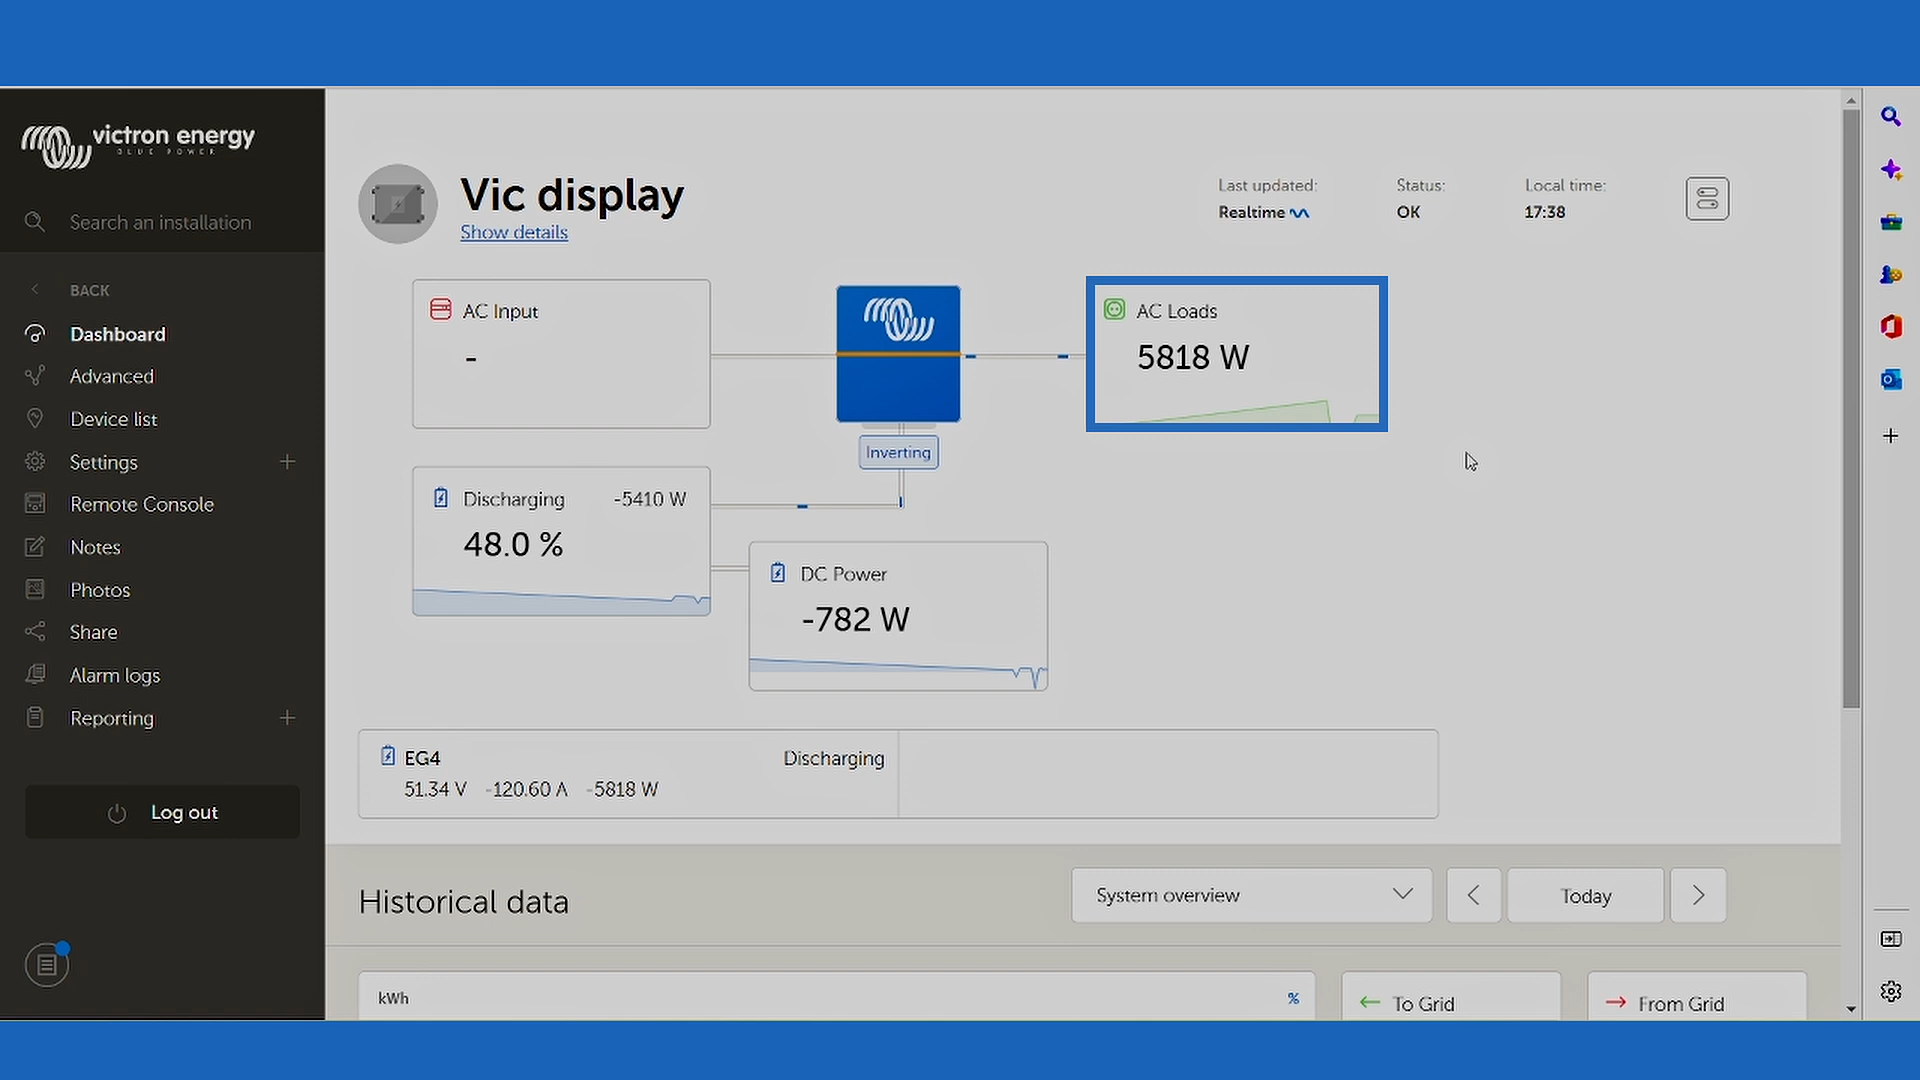 victron energy
BLUE POWER
Search an installation
BACK
Dashboard
Advanced
Device list
Settings
Remote Console
Notes
Photos
Share
Alarm logs
Reporting
Log out
Vic display
Show details
Last updated:
Realtime
Status:
OK
Local time:
17:38
AC Input
-
Inverting
AC Loads
5818 W
Discharging -5410 W
48.0 %
DC Power
-782 W
EG4 Discharging
51.34 V -120.60 A -5818 W
Historical data
System overview
Today
kWh %
To Grid
From Grid